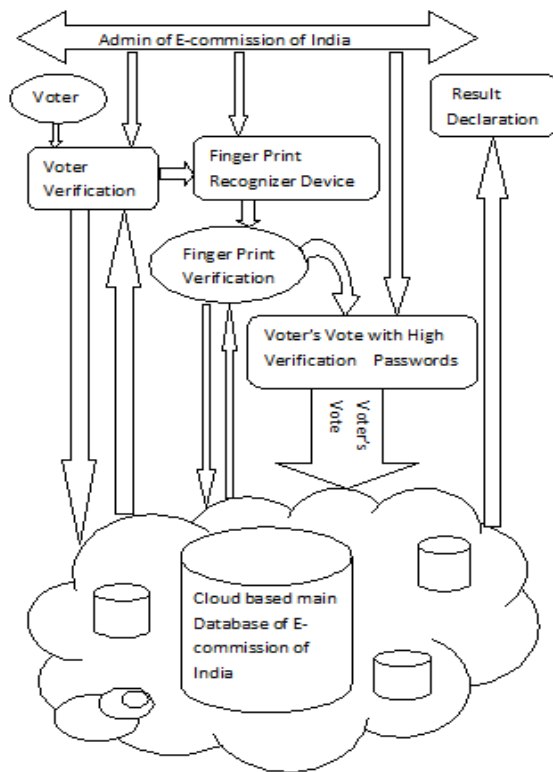 Admin of E-commission of India
Voter
Result
Declaration
Voter
Verification
Finger Print
Recognizer Device
Finger Print
Verification
Voter's Vote with High
Verification Passwords
Voter's
Vote
Cloud based main
Database of E-
commission of
India